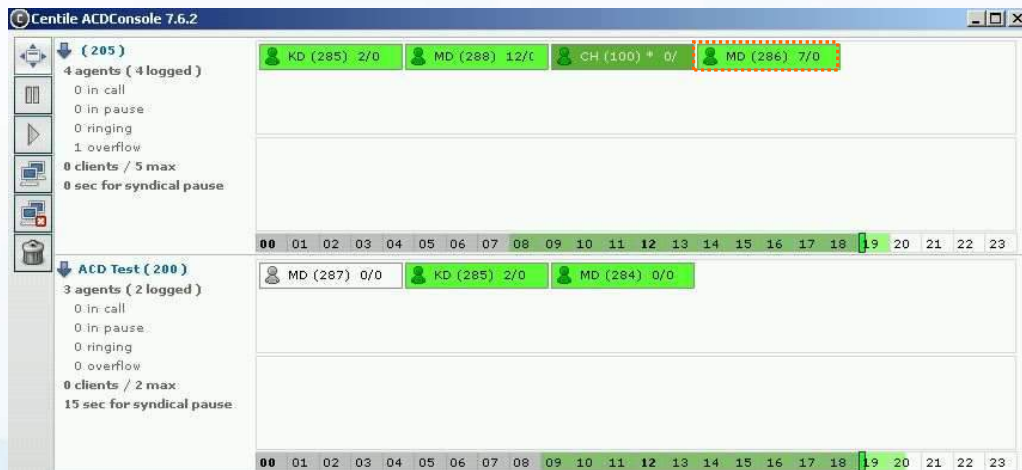 Centile ACDConsole 7.6.2
(205)
4 agents ( 4 logged )
0 in call
0 in pause
0 ringing
1 overflow
0 clients / 5 max
0 sec for syndical pause
KD (285) 2/0 MD (288) 12/( CH (100) * 0/ MD (286) 7/0
00 01 02 03 04 05 06 07 08 09 10 11 12 13 14 15 16 17 18 19 20 21 22 23
ACD Test ( 200 )
3 agents ( 2 logged )
0 in call
0 in pause
0 ringing
0 overflow
0 clients / 2 max
15 sec for syndical pause
MD (287) 0/0 KD (285) 2/0 MD (284) 0/0
00 01 02 03 04 05 06 07 08 09 10 11 12 13 14 15 16 17 18 19 20 21 22 23